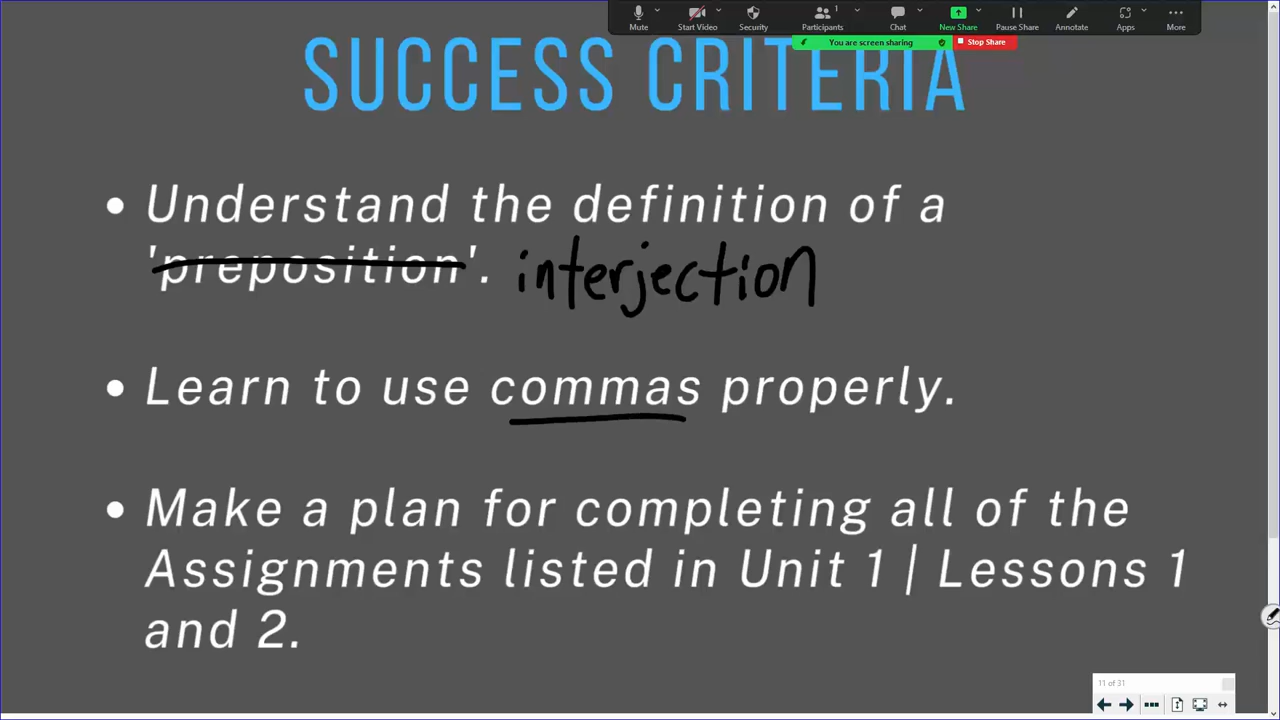 Mute
Start Video
Security
Participants
1
Chat
New Share
Pause Share
Annotate
Apps
More
You are screen sharing
Stop Share
SUCCESS CRITERIA
• Understand the definition of a
'preposition'. interjection
• Learn to use commas properly.
• Make a plan for completing all of the
Assignments listed in Unit 1 | Lessons 1
and 2.
11 of 31